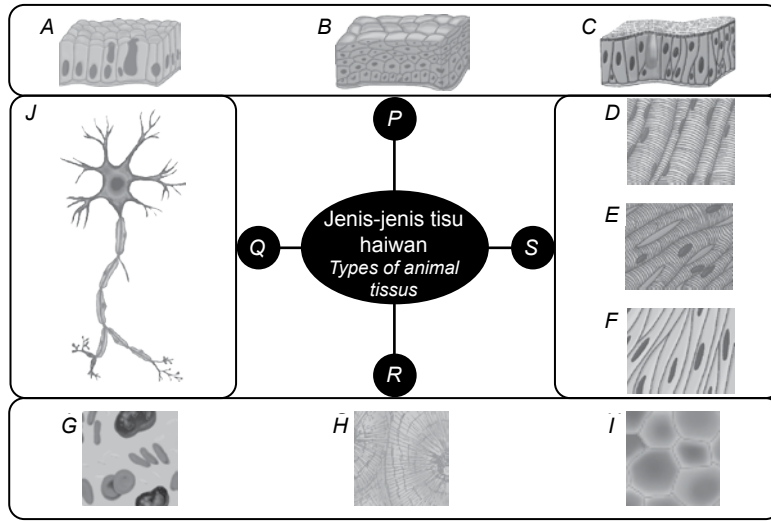 A
B
C
J
P
D
Jenis-jenis tisu
haiwan
Types of animal
tissus
Q
S
E
F
R
G
H
I